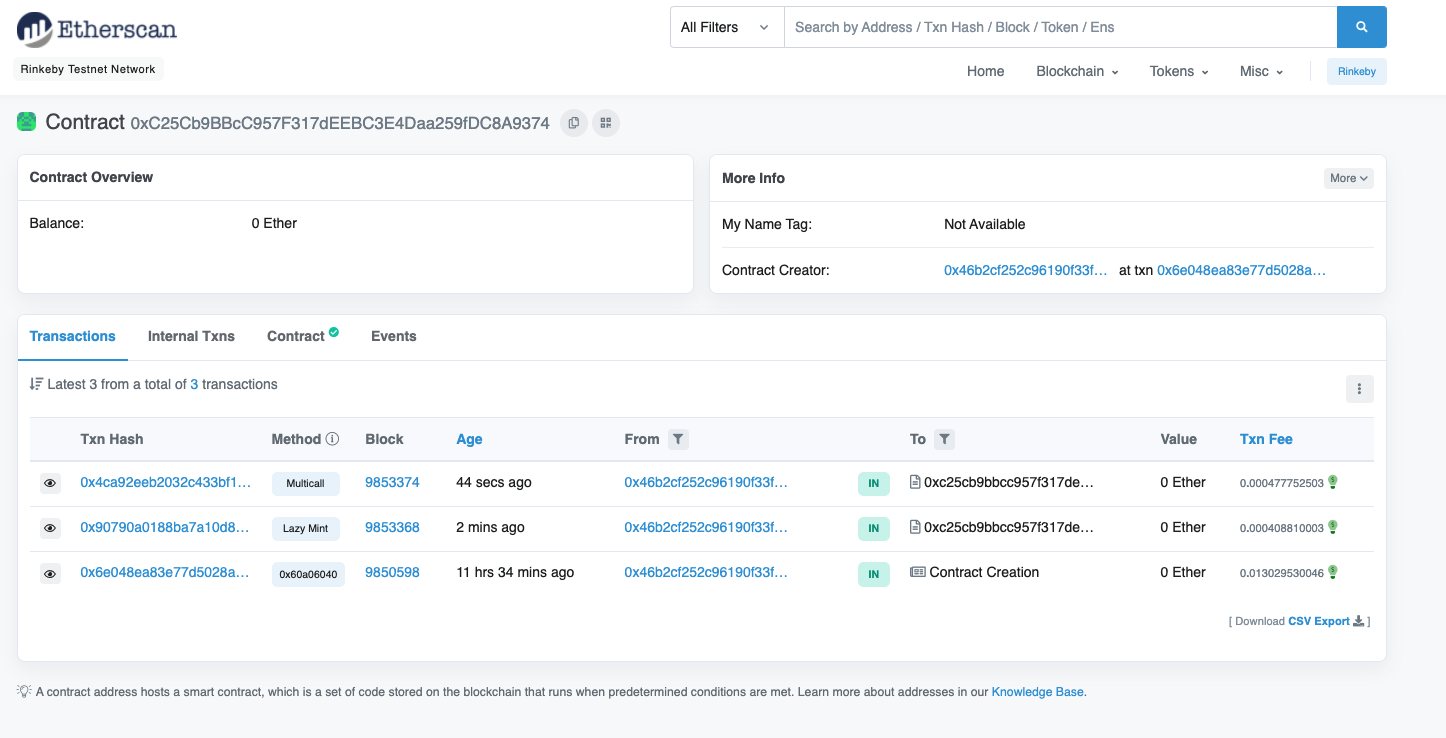 Etherscan
All Filters
Search by Address / Txn Hash / Block / Token / Ens
Rinkeby Testnet Network
Home Blockchain Tokens Misc Rinkeby
Contract 0xC25Cb9BBcC957F317dEEBC3E4Daa259fDC8A9374
Contract Overview
Balance: 0 Ether
More Info More
My Name Tag: Not Available
Contract Creator: 0x46b2cf252c96190f33f... at txn 0x6e048ea83e77d5028a...
Transactions Internal Txns Contract Events
Latest 3 from a total of 3 transactions
Txn Hash Method Block Age From To Value Txn Fee
0x4ca92eeb2032c433bf1... Multicall 9853374 44 secs ago 0x46b2cf252c96190f33f... IN 0xc25cb9bbcc957f317de... 0 Ether 0.000477752503
0x90790a0188ba7a10d8... Lazy Mint 9853368 2 mins ago 0x46b2cf252c96190f33f... IN 0xc25cb9bbcc957f317de... 0 Ether 0.000408810003
0x6e048ea83e77d5028a... 0x60a06040 9850598 11 hrs 34 mins ago 0x46b2cf252c96190f33f... IN Contract Creation 0 Ether 0.013029530046
[ Download CSV Export ]
A contract address hosts a smart contract, which is a set of code stored on the blockchain that runs when predetermined conditions are met. Learn more about addresses in our Knowledge Base.